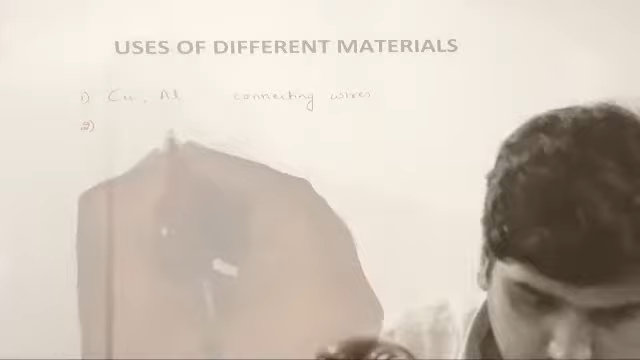 USES OF DIFFERENT MATERIALS
1) Cu, Al connecting wires
2)